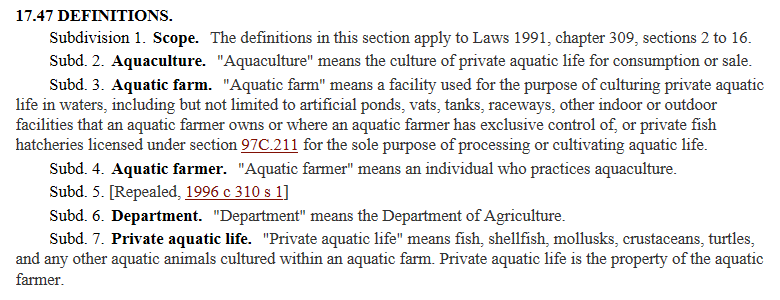 17.47 DEFINITIONS.
Subdivision 1. Scope. The definitions in this section apply to Laws 1991, chapter 309, sections 2 to 16.
Subd. 2. Aquaculture. "Aquaculture" means the culture of private aquatic life for consumption or sale.
Subd. 3. Aquatic farm. "Aquatic farm" means a facility used for the purpose of culturing private aquatic
life in waters, including but not limited to artificial ponds, vats, tanks, raceways, other indoor or outdoor
facilities that an aquatic farmer owns or where an aquatic farmer has exclusive control of, or private fish
hatcheries licensed under section 97C.211 for the sole purpose of processing or cultivating aquatic life.
Subd. 4. Aquatic farmer. "Aquatic farmer" means an individual who practices aquaculture.
Subd. 5. [Repealed, 1996 c 310 s 1]
Subd. 6. Department. "Department" means the Department of Agriculture.
Subd. 7. Private aquatic life. "Private aquatic life" means fish, shellfish, mollusks, crustaceans, turtles,
and any other aquatic animals cultured within an aquatic farm. Private aquatic life is the property of the aquatic
farmer.